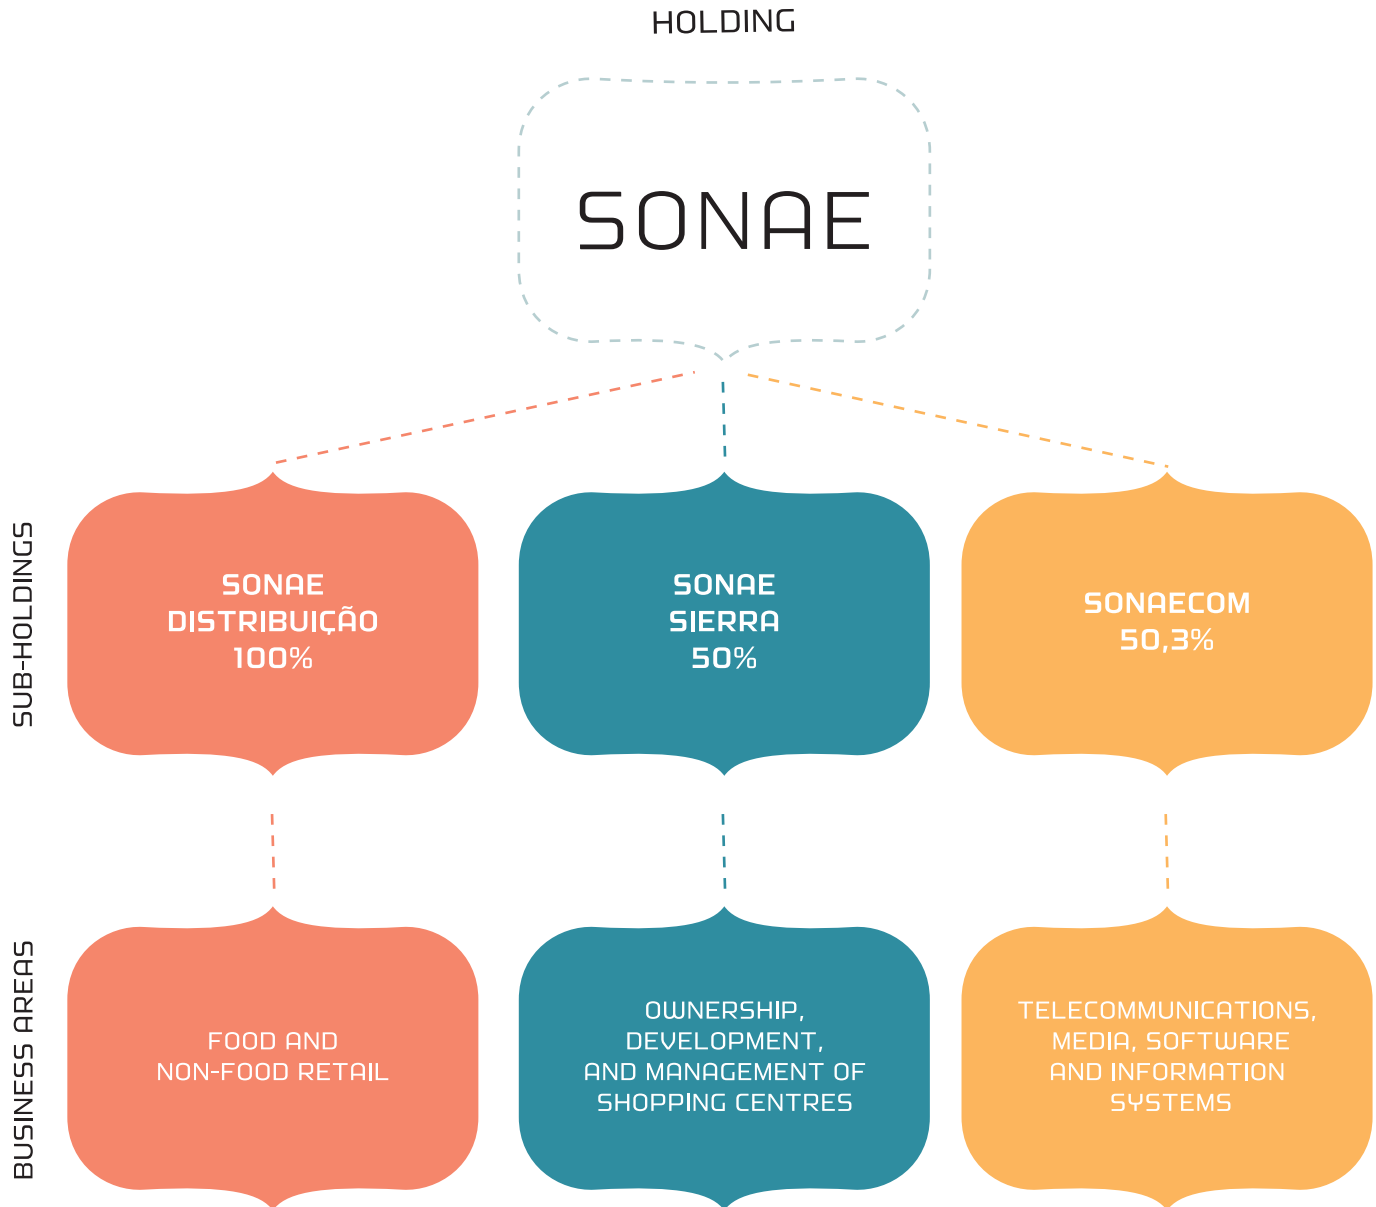 HOLDING
SONAE
SUB-HOLDINGS
SONAE
DISTRIBUIÇÃO
100%
SONAE
SIERRA
50%
SONAECOM
50,3%
BUSINESS AREAS
FOOD AND
NON-FOOD RETAIL
OWNERSHIP,
DEVELOPMENT,
AND MANAGEMENT OF
SHOPPING CENTRES
TELECOMMUNICATIONS,
MEDIA, SOFTWARE
AND INFORMATION
SYSTEMS